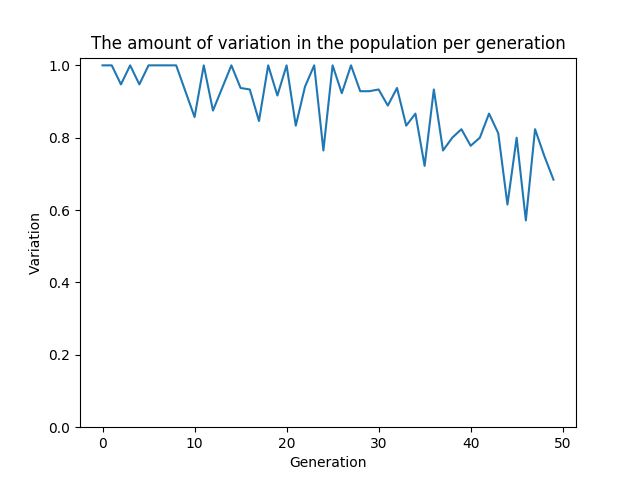 The amount of variation in the population per generation
1.0
0.8
0.6
0.4
0.2
0.0
Variation
0 10 20 30 40 50
Generation